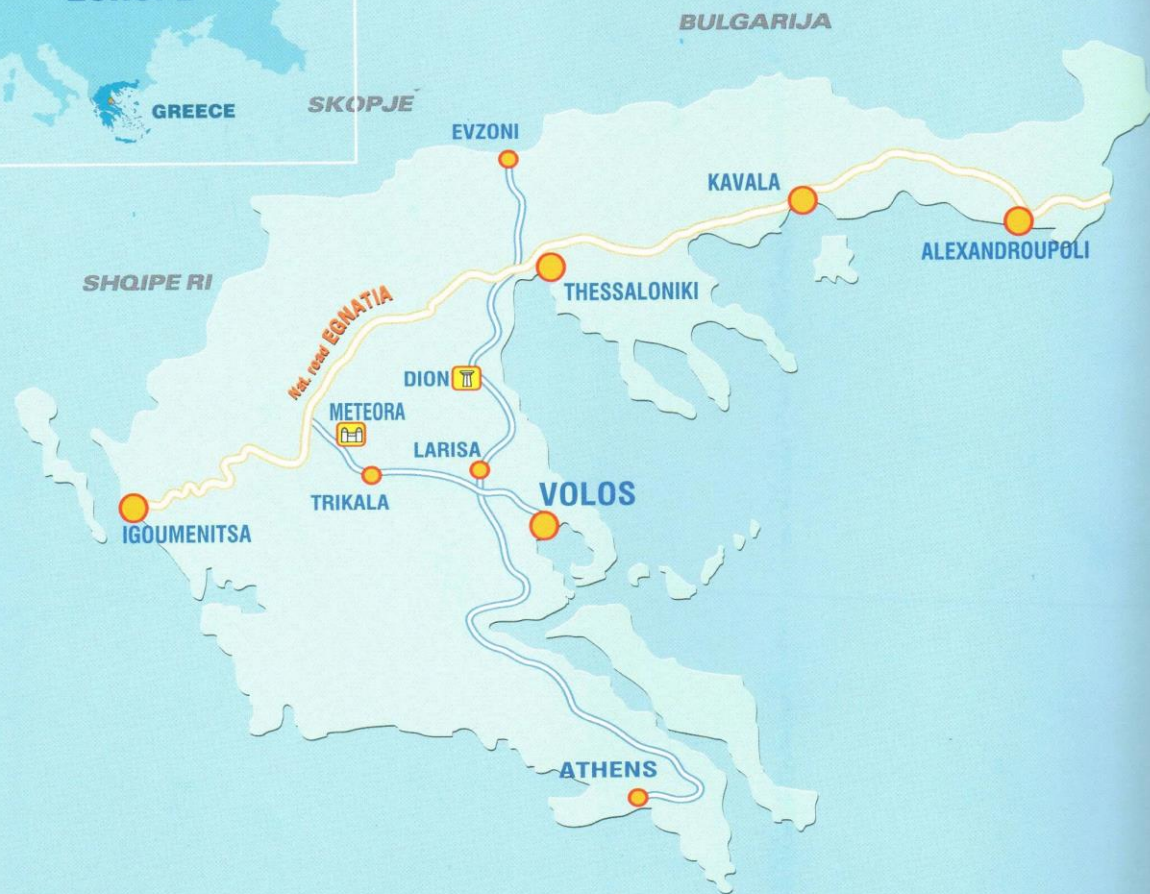 BULGARIJA
GREECE
SKOPJE
EVZONI
KAVALA
ALEXANDROUPOLI
SHQIPE RI
THESSALONIKI
Nat. road EGNATIA
DION
METEORA
LARISA
TRIKALA
VOLOS
IGOUMENITSA
ATHENS